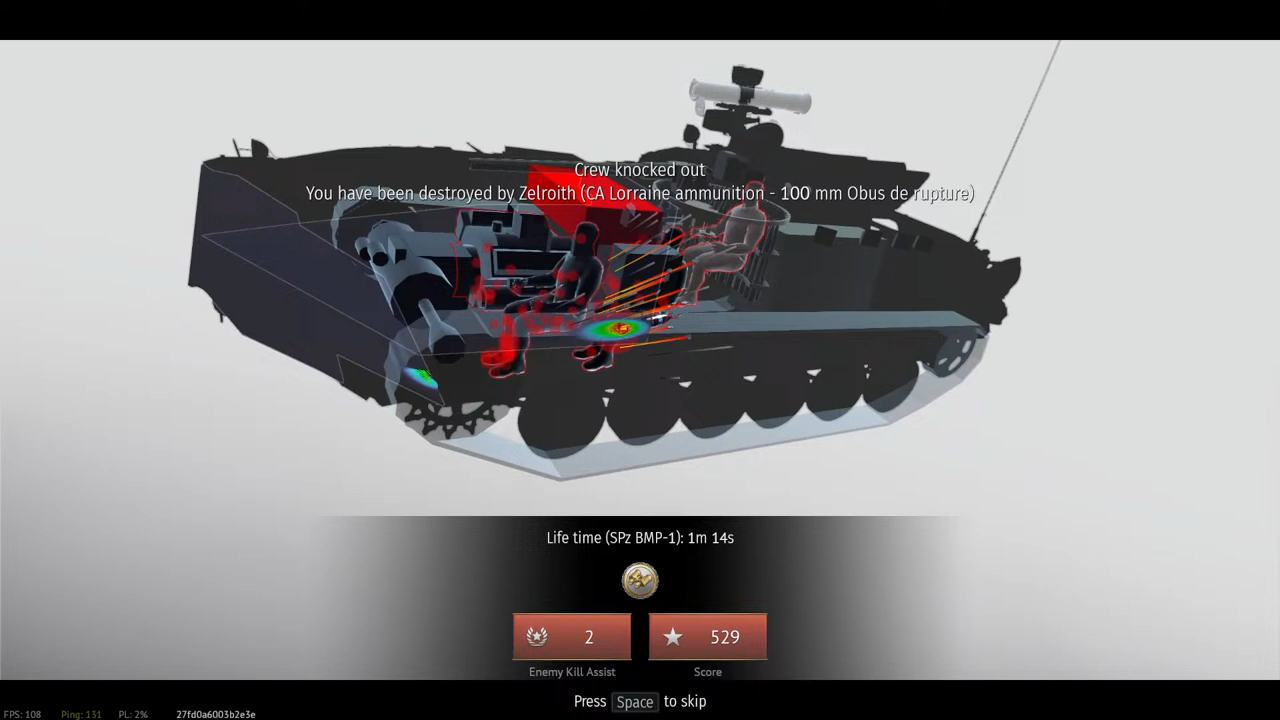 Crew knocked out
You have been destroyed by Zelroith (CA Lorraine ammunition - 100 mm Obus de rupture)
Life time (SPz BMP-1): 1m 14s
2
529
Enemy Kill Assist
Score
Press Space to skip
FPS: 108 Ping: 131 PL: 2% 27fd0a6003b2e3e